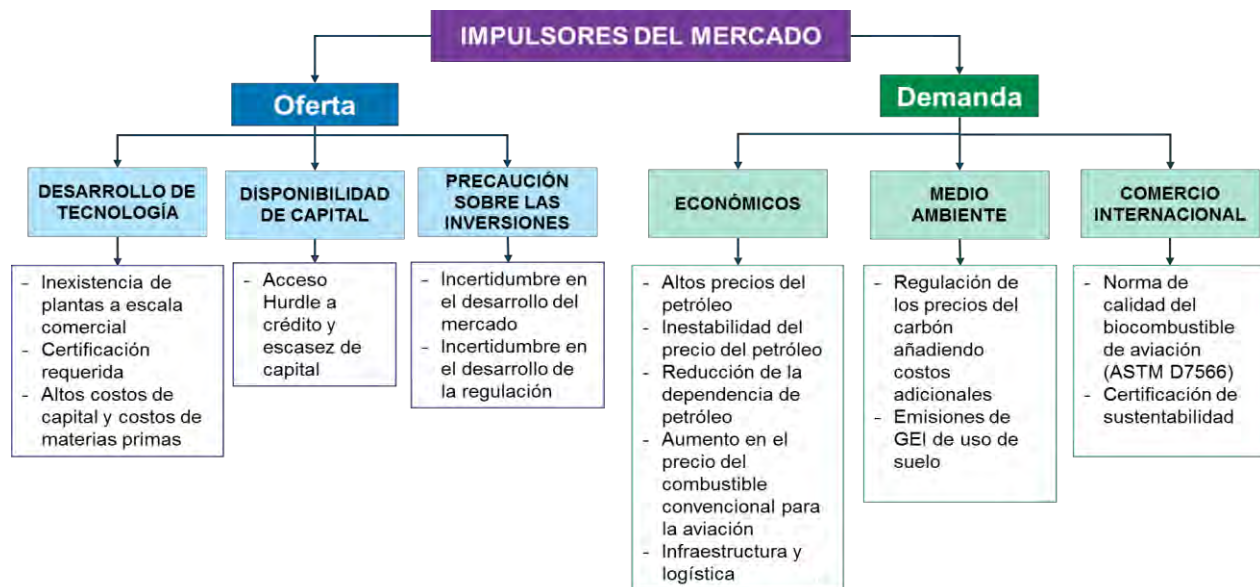 IMPULSORES DEL MERCADO
Oferta
Demanda
DESARROLLO DE
TECNOLOGÍA
- Inexistencia de
plantas a escala
comercial
- Certificación
requerida
- Altos costos de
capital y costos de
materias primas
DISPONIBILIDAD
DE CAPITAL
- Acceso
Hurdle a
crédito y
escasez de
capital
PRECAUCIÓN
SOBRE LAS
INVERSIONES
- Incertidumbre en
el desarrollo del
mercado
- Incertidumbre en
el desarrollo de
la regulación
ECONÓMICOS
- Altos precios del
petróleo
- Inestabilidad del
precio del petróleo
- Reducción de la
dependencia de
petróleo
- Aumento en el
precio del
combustible
convencional para
la aviación
- Infraestructura y
logística
MEDIO
AMBIENTE
- Regulación de
los precios del
carbón
añadiendo
costos
adicionales
- Emisiones de
GEI de uso de
suelo
COMERCIO
INTERNACIONAL
- Norma de
calidad del
biocombustible
de aviación
(ASTM D7566)
- Certificación de
sustentabilidad